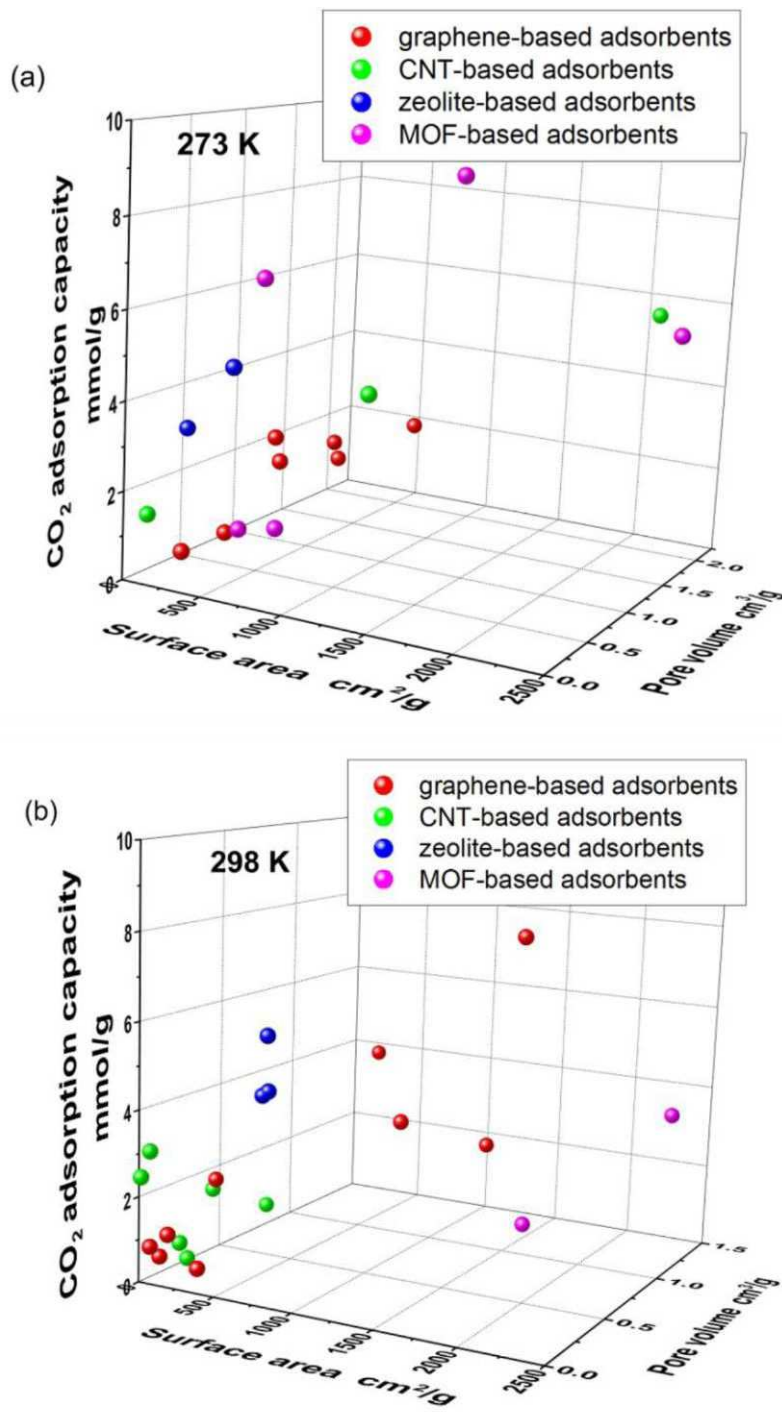 (a)
graphene-based adsorbents
CNT-based adsorbents
zeolite-based adsorbents
MOF-based adsorbents
273 K
10
8
6
4
2
0
CO₂ adsorption capacity
mmol/g
500
1000
1500
2000
2500
Surface area cm²/g
0.0
0.5
1.0
1.5
2.0
Pore volume cm³/g
(b)
graphene-based adsorbents
CNT-based adsorbents
zeolite-based adsorbents
MOF-based adsorbents
298 K
10
8
6
4
2
0
CO₂ adsorption capacity
mmol/g
500
1000
1500
2000
2500
Surface area cm²/g
0.0
0.5
1.0
1.5
Pore volume cm³/g